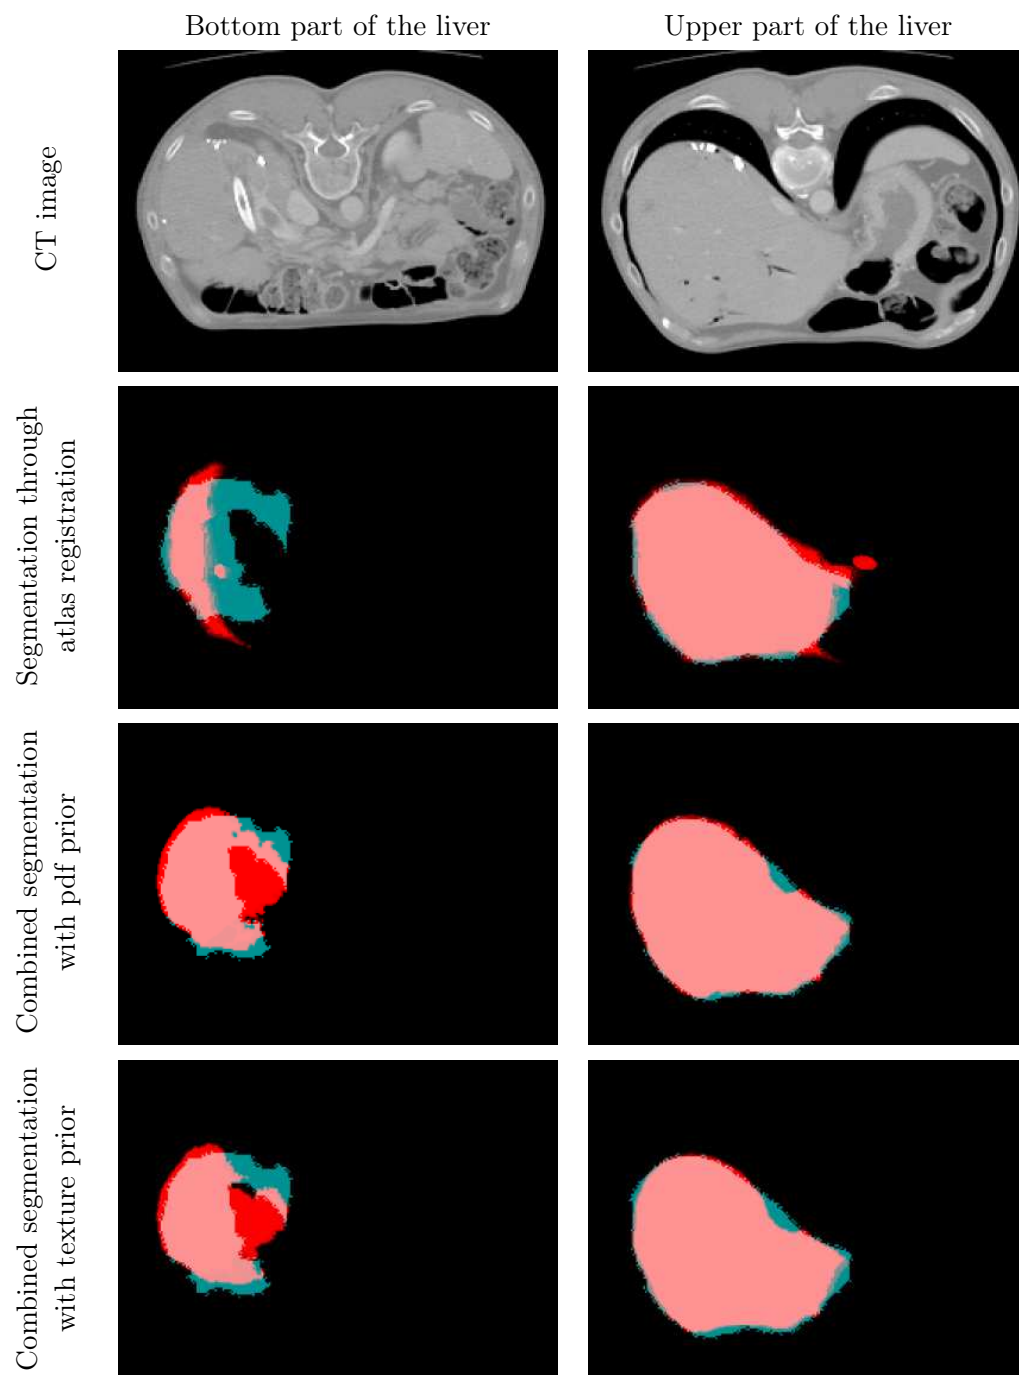 Bottom part of the liver
Upper part of the liver
CT image
Segmentation through
atlas registration
Combined segmentation
with pdf prior
Combined segmentation
with texture prior